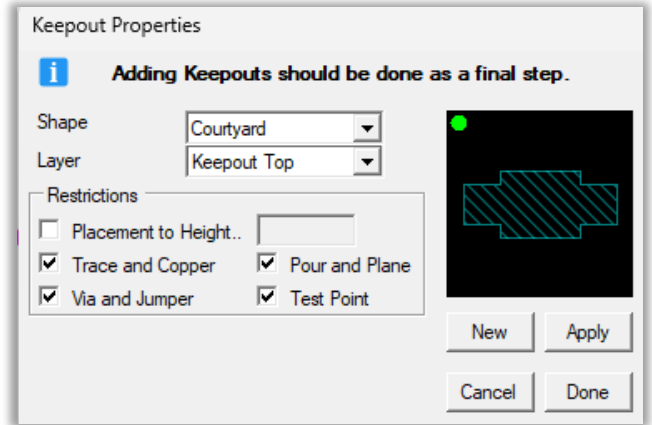 Keepout Properties
i Adding Keepouts should be done as a final step.
Shape Courtyard
Layer Keepout Top
Restrictions
Placement to Height..
Trace and Copper Pour and Plane
Via and Jumper Test Point
New Apply
Cancel Done